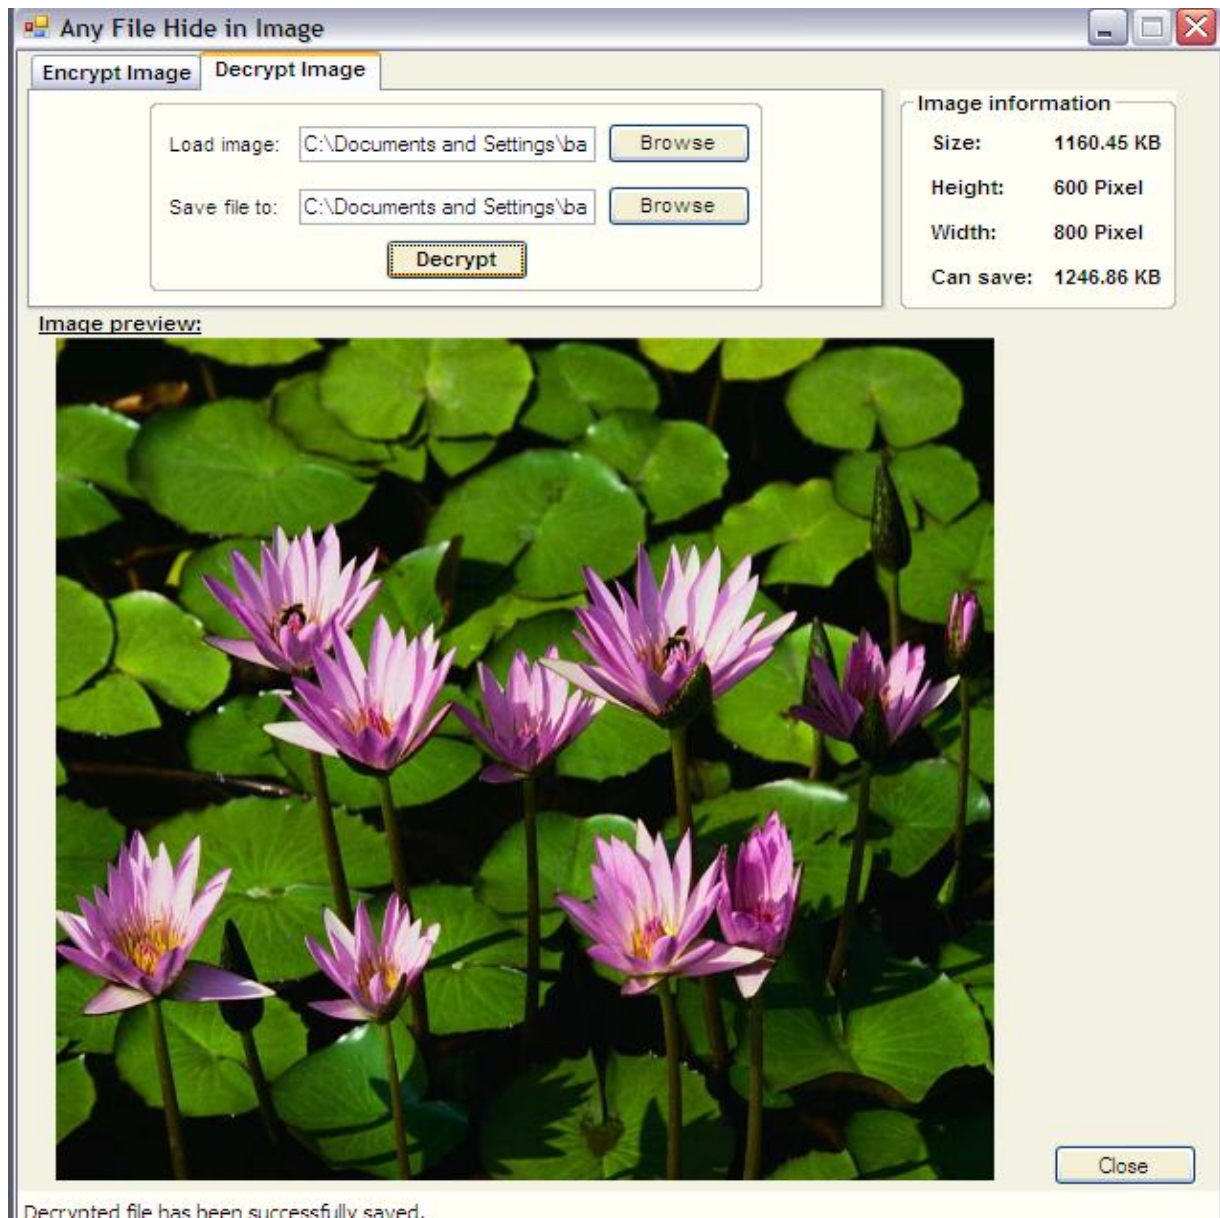 Any File Hide in Image
Encrypt Image
Decrypt Image
Load image: C:\Documents and Settings\ba Browse
Save file to: C:\Documents and Settings\ba Browse
Decrypt
Image information
Size: 1160.45 KB
Height: 600 Pixel
Width: 800 Pixel
Can save: 1246.86 KB
Image preview:
Close
Decrypted file has been successfully saved.